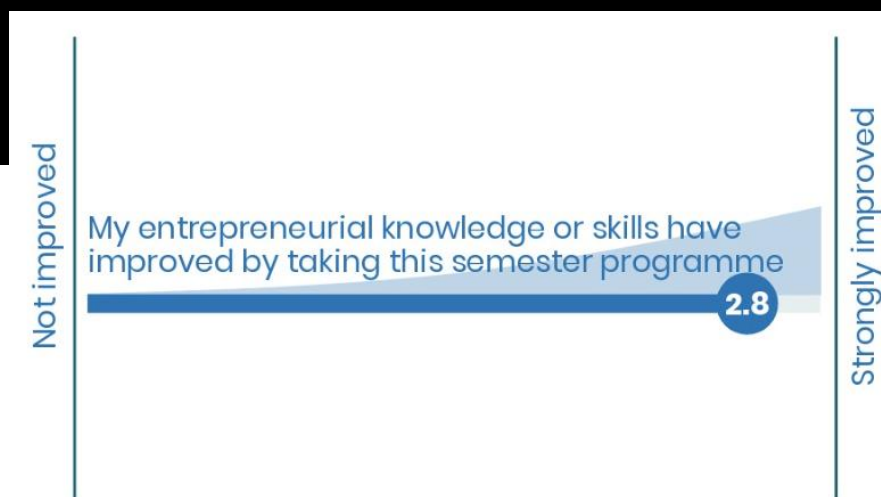 Not improved
My entrepreneurial knowledge or skills have
improved by taking this semester programme
2.8
Strongly improved